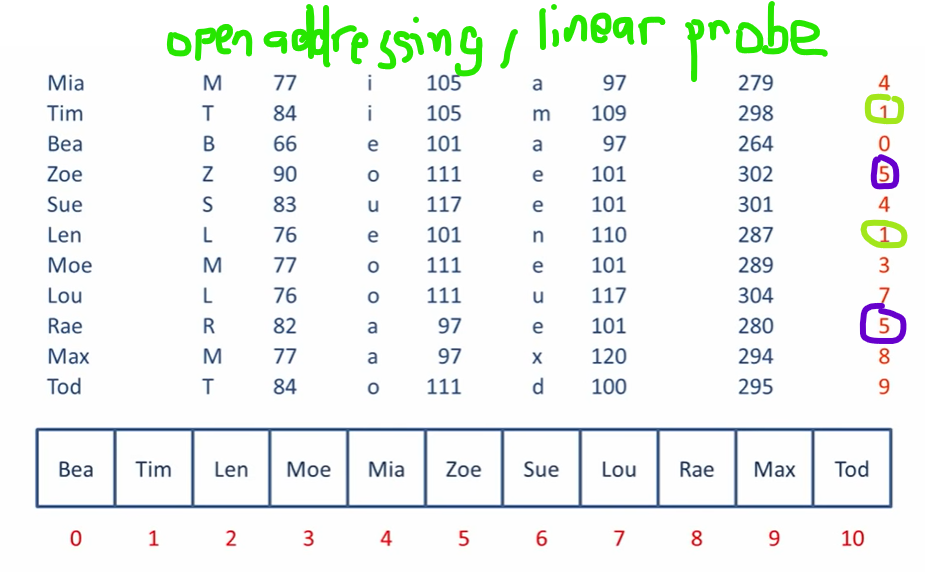 open addressing, linear probe
Mia M 77 i 105 a 97 279 4
Tim T 84 i 105 m 109 298 1
Bea B 66 e 101 a 97 264 0
Zoe Z 90 o 111 e 101 302 5
Sue S 83 u 117 e 101 301 4
Len L 76 e 101 n 110 287 1
Moe M 77 o 111 e 101 289 3
Lou L 76 o 111 u 117 304 7
Rae R 82 a 97 e 101 280 5
Max M 77 a 97 x 120 294 8
Tod T 84 o 111 d 100 295 9
Bea Tim Len Moe Mia Zoe Sue Lou Rae Max Tod
0 1 2 3 4 5 6 7 8 9 10